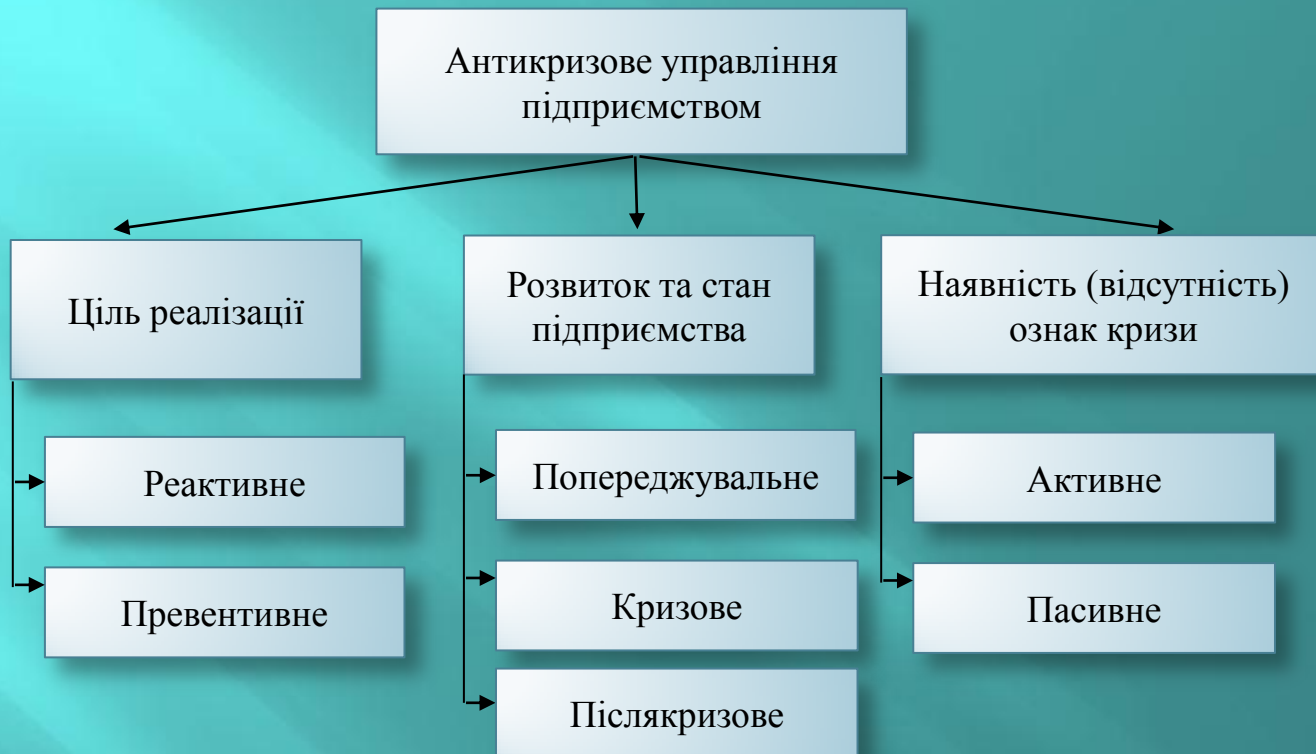 Антикризове управління
підприємством
Ціль реалізації
Розвиток та стан
підприємства
Наявність (відсутність)
ознак кризи
Реактивне
Превентивне
Попереджувальне
Кризове
Післякризове
Активне
Пасивне